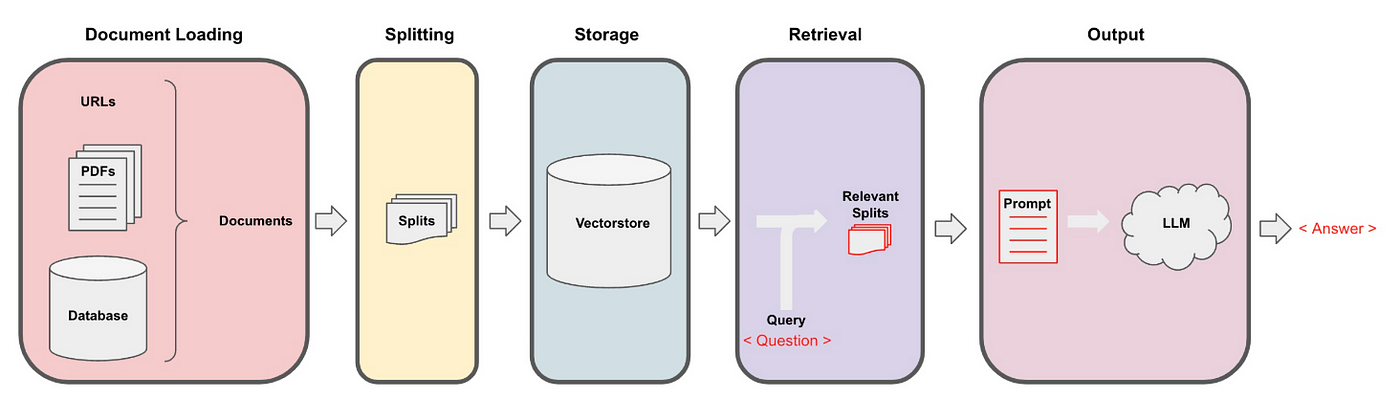 Document Loading
Splitting
Storage
Retrieval
Output
URLs
PDFs
Database
Documents
Splits
Vectorstore
Relevant
Splits
Query
< Question >
Prompt
LLM
< Answer >